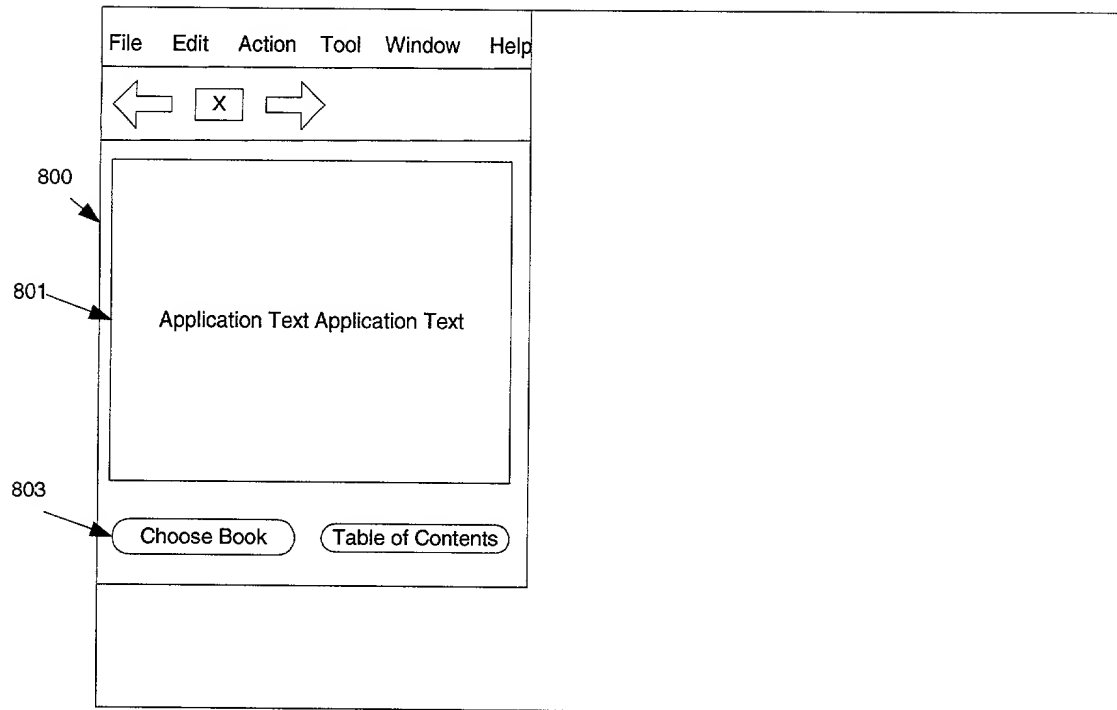 File Edit Action Tool Window Help
X
800
801
Application Text Application Text
803
Choose Book Table of Contents